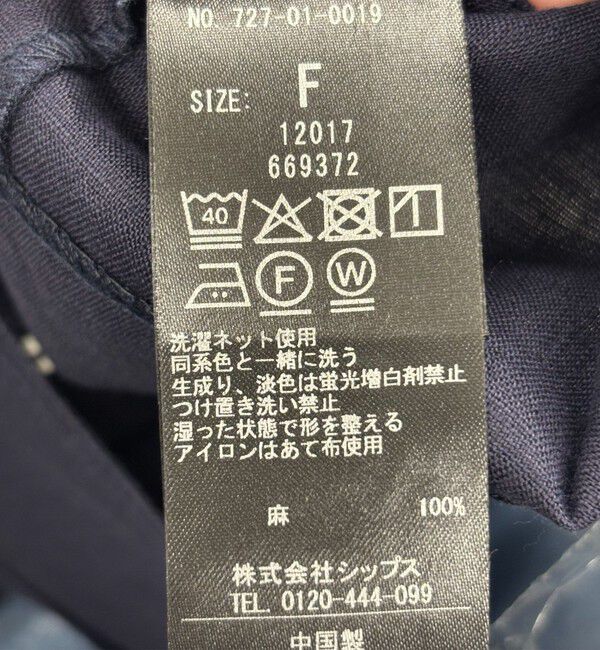 NO. 727-01-0019
SIZE: F
12017
669372
40
F W
洗濯ネット使用
同系色と一緒に洗う
生成り、淡色は蛍光増白剤禁止
つけ置き洗い禁止
湿った状態で形を整える
アイロンはあて布使用
麻 100%
株式会社シップス
TEL. 0120-444-099
中国製